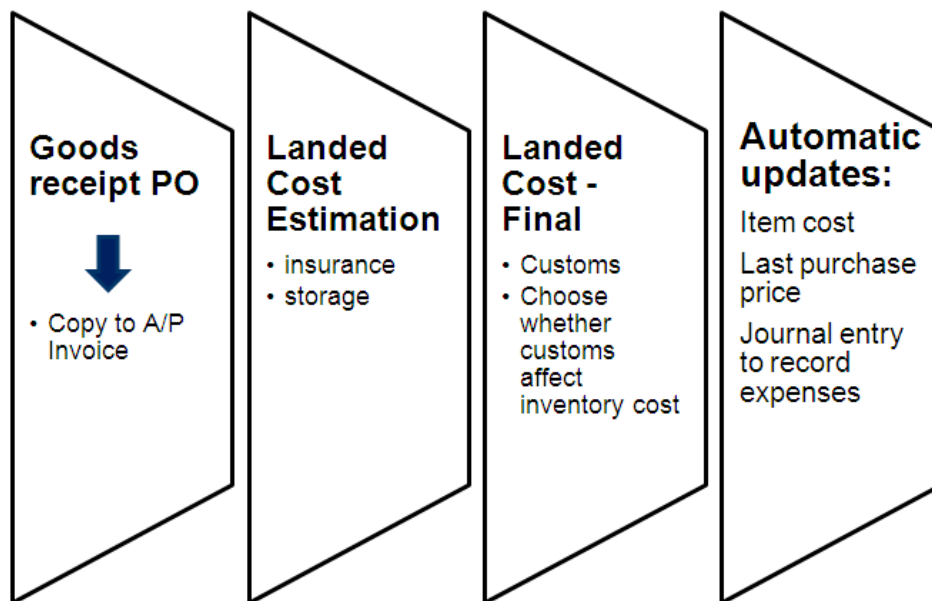 Goods
receipt PO
• Copy to A/P
Invoice
Landed
Cost
Estimation
• insurance
• storage
Landed
Cost -
Final
• Customs
• Choose
whether
customs
affect
inventory cost
Automatic
updates:
Item cost
Last purchase
price
Journal entry
to record
expenses